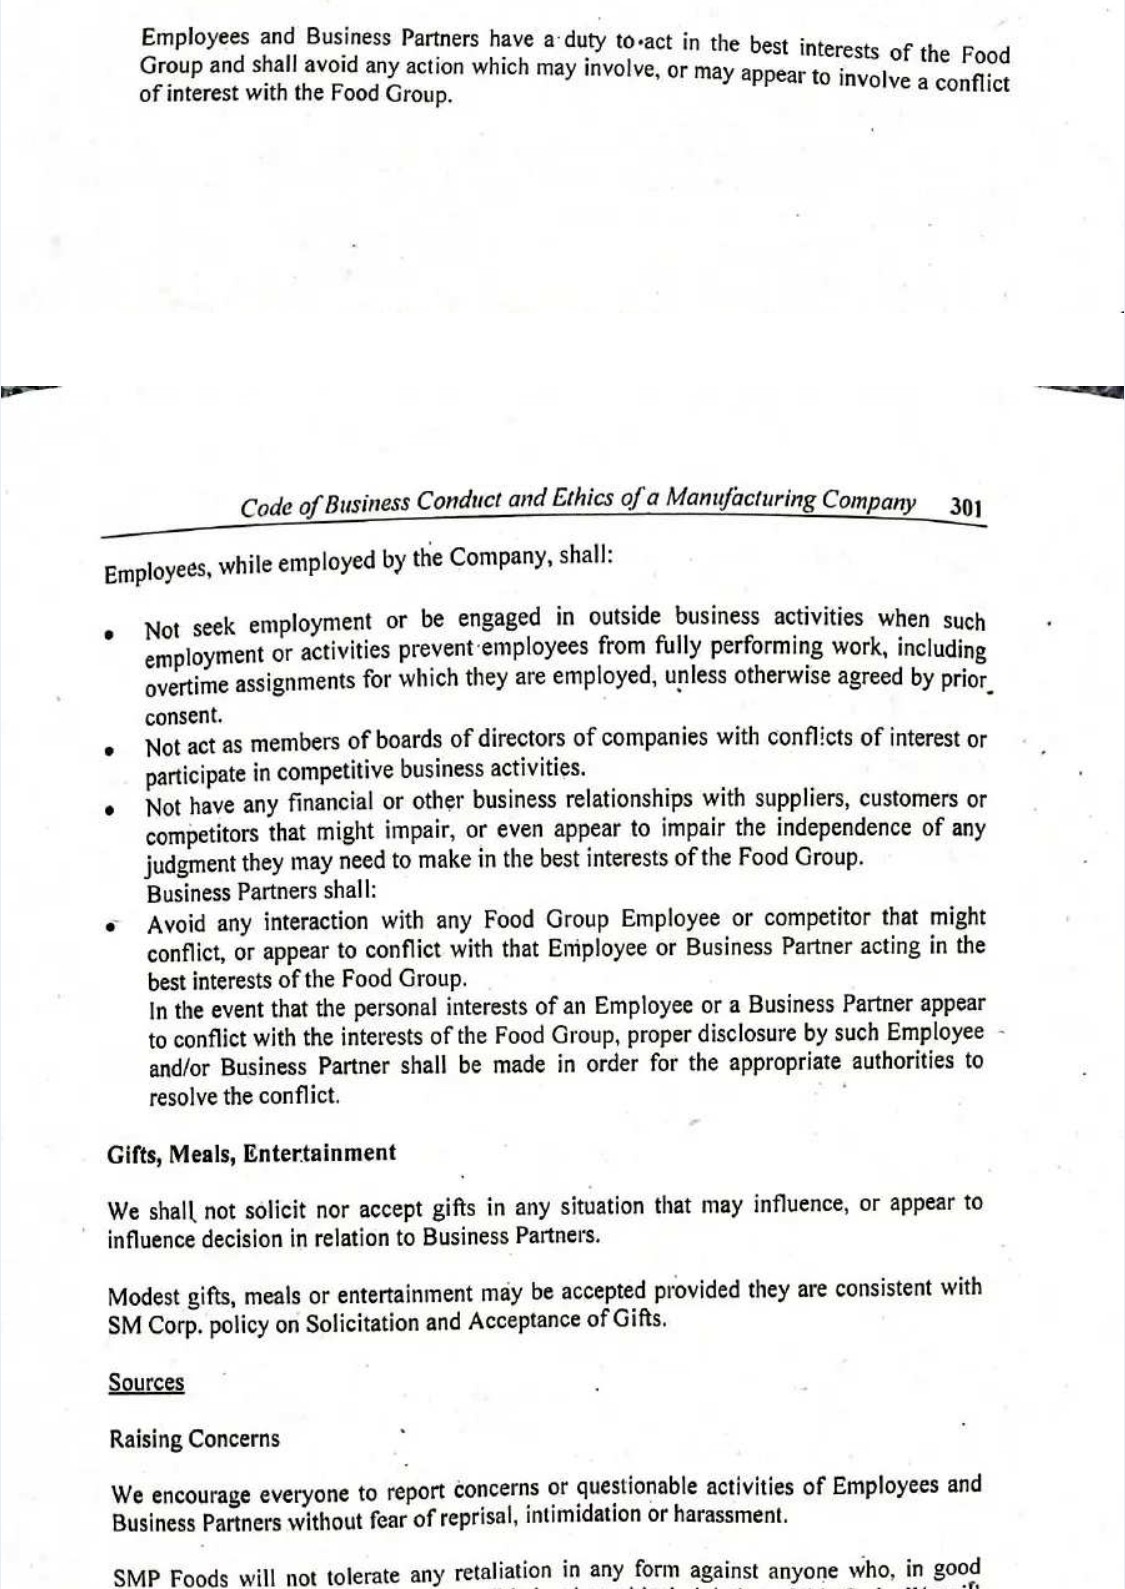 Employees and Business Partners have a duty to act in the best interests of the Food
Group and shall avoid any action which may involve, or may appear to involve a conflict
of interest with the Food Group.
Code of Business Conduct and Ethics of a Manufacturing Company 301
Employees, while employed by the Company, shall:
• Not seek employment or be engaged in outside business activities when such
employment or activities prevent employees from fully performing work, including
overtime assignments for which they are employed, unless otherwise agreed by prior
consent.
• Not act as members of boards of directors of companies with conflicts of interest or
participate in competitive business activities.
• Not have any financial or other business relationships with suppliers, customers or
competitors that might impair, or even appear to impair the independence of any
judgment they may need to make in the best interests of the Food Group.
Business Partners shall:
• Avoid any interaction with any Food Group Employee or competitor that might
conflict, or appear to conflict with that Employee or Business Partner acting in the
best interests of the Food Group.
In the event that the personal interests of an Employee or a Business Partner appear
to conflict with the interests of the Food Group, proper disclosure by such Employee
and/or Business Partner shall be made in order for the appropriate authorities to
resolve the conflict.
Gifts, Meals, Entertainment
We shall not solicit nor accept gifts in any situation that may influence, or appear to
influence decision in relation to Business Partners.
Modest gifts, meals or entertainment may be accepted provided they are consistent with
SM Corp. policy on Solicitation and Acceptance of Gifts.
Sources
Raising Concerns
We encourage everyone to report concerns or questionable activities of Employees and
Business Partners without fear of reprisal, intimidation or harassment.
SMP Foods will not tolerate any retaliation in any form against anyone who, in good